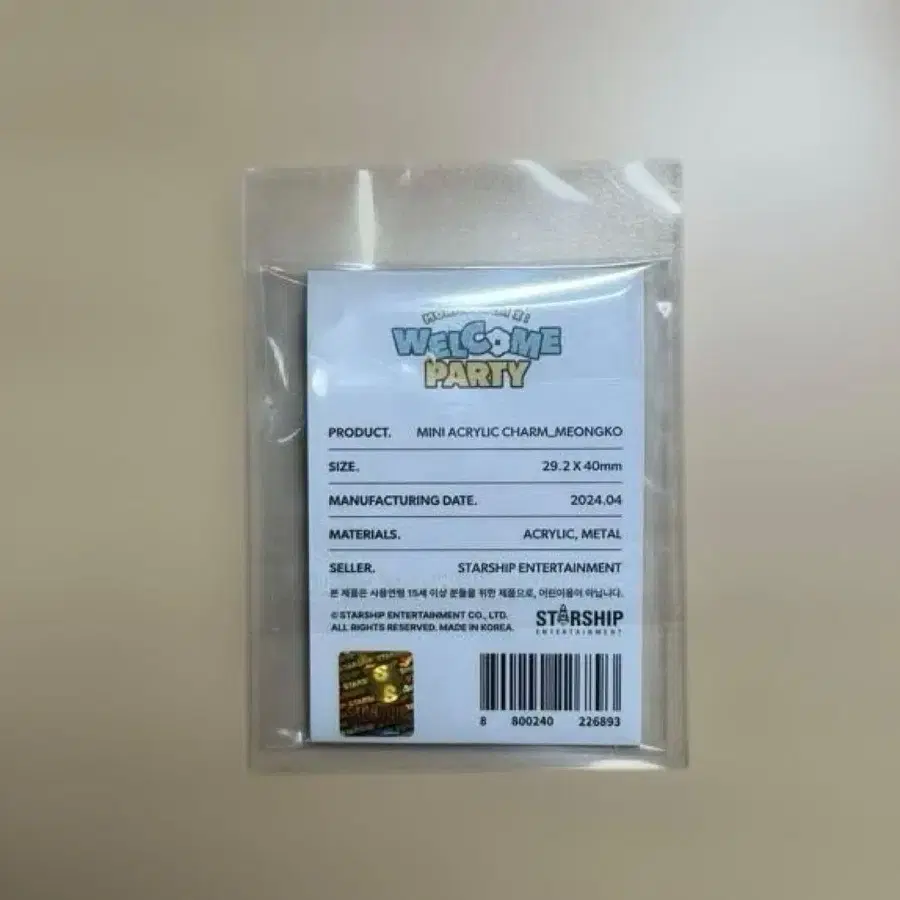 WELCOME
PARTY
PRODUCT. MINI ACRYLIC CHARM_MEONGKO
SIZE. 29.2 X 40mm
MANUFACTURING DATE. 2024.04
MATERIALS. ACRYLIC, METAL
SELLER. STARSHIP ENTERTAINMENT
본 제품은 사용연령 15세 이상 분들을 위한 제품으로, 어린이용이 아닙니다.
© STARSHIP ENTERTAINMENT CO., LTD.
ALL RIGHTS RESERVED. MADE IN KOREA.
STARSHIP
ENTERTAINMENT
8 800240 226893